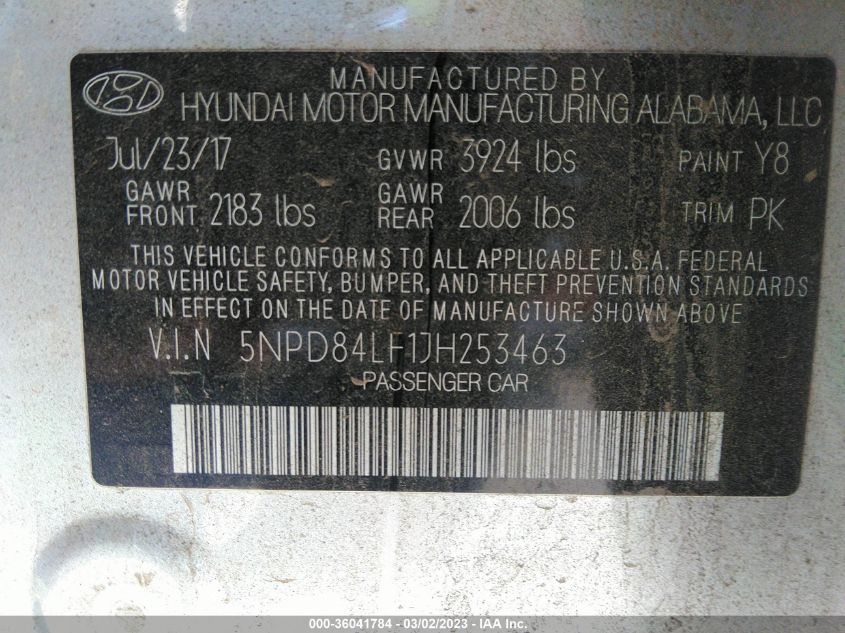 MANUFACTURED BY
HYUNDAI MOTOR MANUFACTURING ALABAMA, LLC
Jul/23/17 GVWR 3924 lbs PAINT Y8
GAWR FRONT 2183 lbs GAWR REAR 2006 lbs TRIM PK
THIS VEHICLE CONFORMS TO ALL APPLICABLE U.S.A. FEDERAL
MOTOR VEHICLE SAFETY, BUMPER, AND THEFT PREVENTION STANDARDS
IN EFFECT ON THE DATE OF MANUFACTURE SHOWN ABOVE
V.I.N 5NPD84LF1JH253463
PASSENGER CAR
000-36041784 - 03/02/2023 - IAA, Inc.